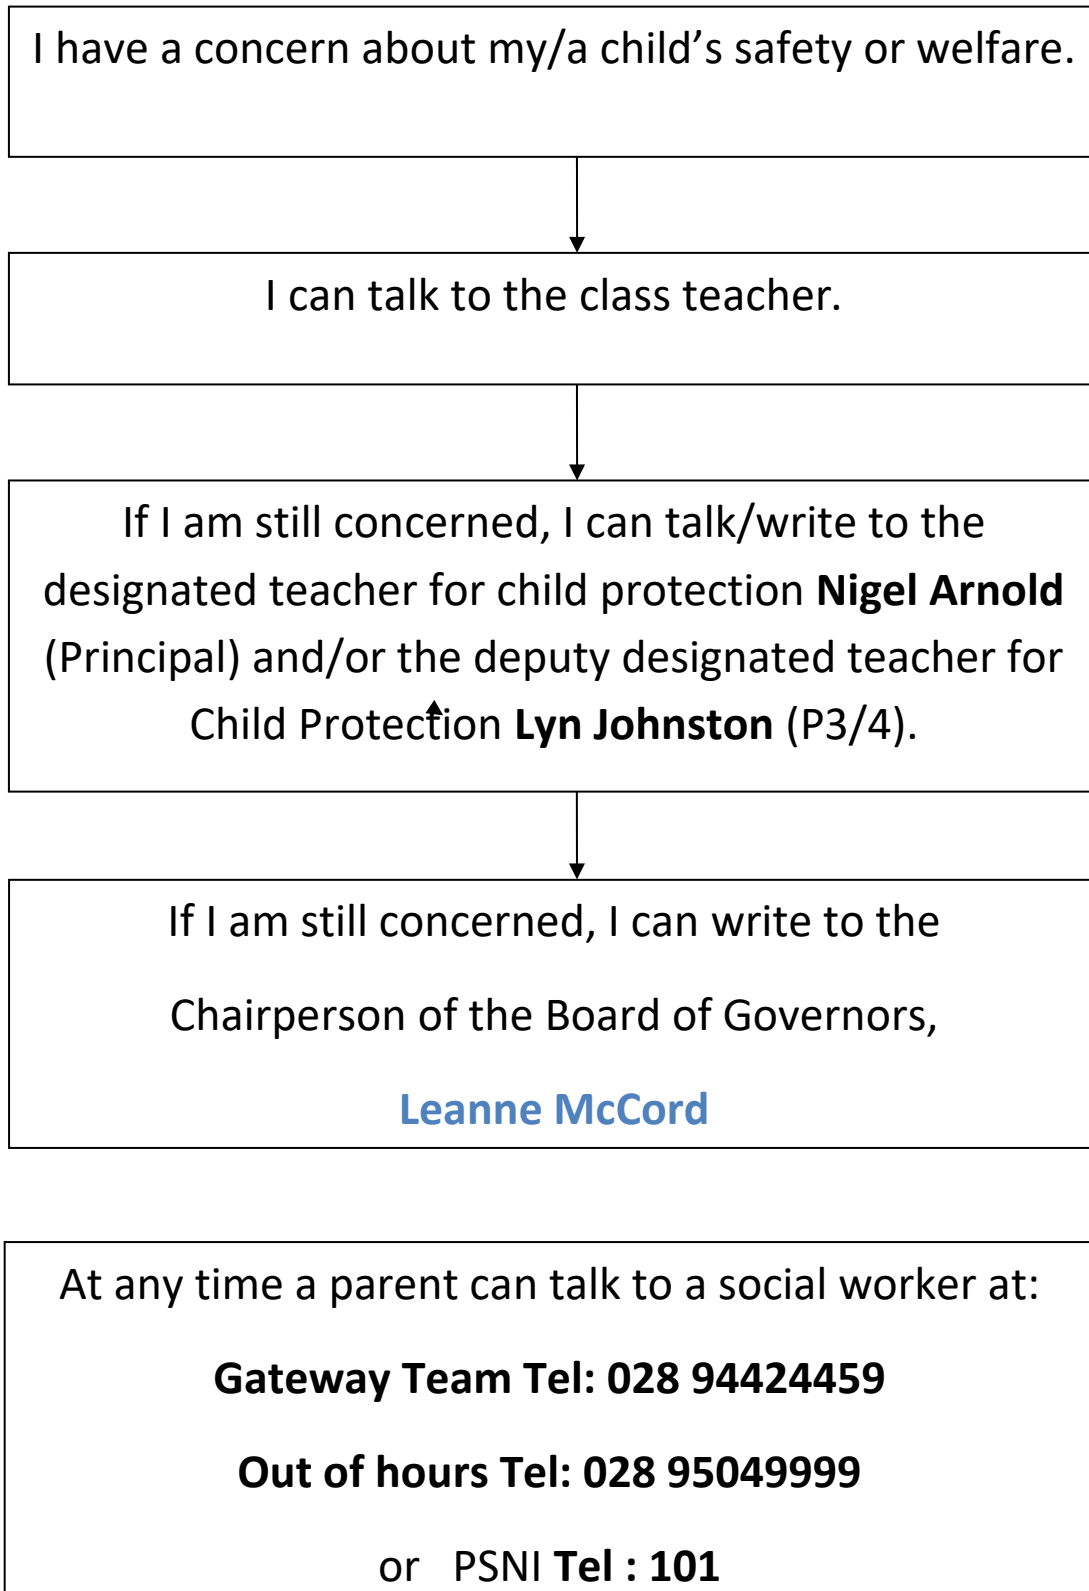 I have a concern about my/a child’s safety or welfare.
I can talk to the class teacher.
If I am still concerned, I can talk/write to the
designated teacher for child protection Nigel Arnold
(Principal) and/or the deputy designated teacher for
Child Protection Lyn Johnston (P3/4).
If I am still concerned, I can write to the
Chairperson of the Board of Governors,
Leanne McCord
At any time a parent can talk to a social worker at:
Gateway Team Tel: 028 94424459
Out of hours Tel: 028 95049999
or PSNI Tel : 101